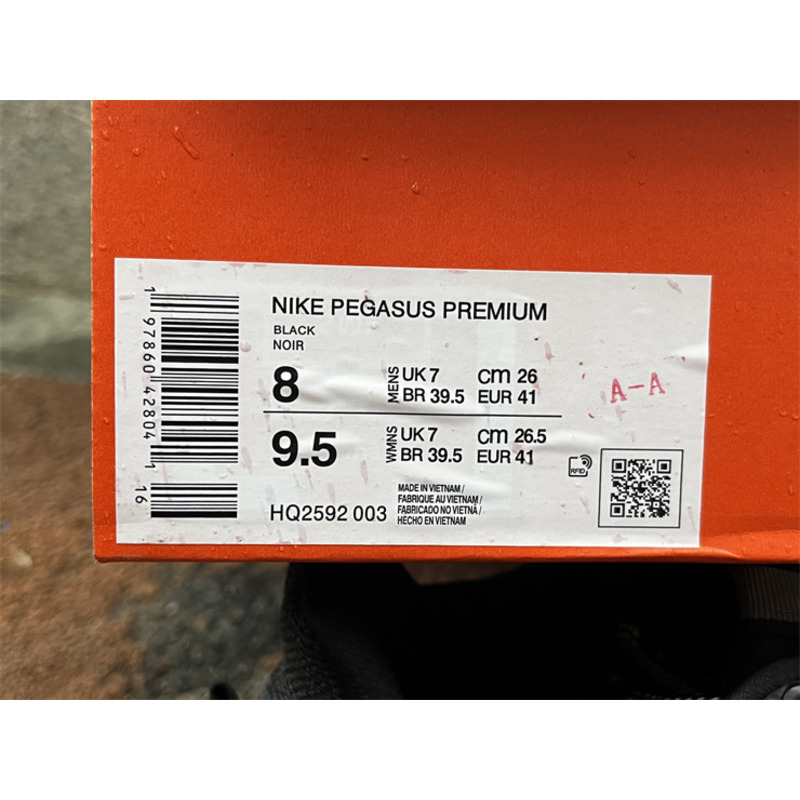 NIKE PEGASUS PREMIUM
BLACK
NOIR
8 MENS UK 7 cm 26
BR 39.5 EUR 41
9.5 WMNS UK 7 cm 26.5
BR 39.5 EUR 41
HQ2592 003
MADE IN VIETNAM /
FABRIQUE AU VIETNAM /
FABRICADO NO VIETNÃ /
HECHO EN VIETNAM
1 97860 42804 1
16
A-A
RFID